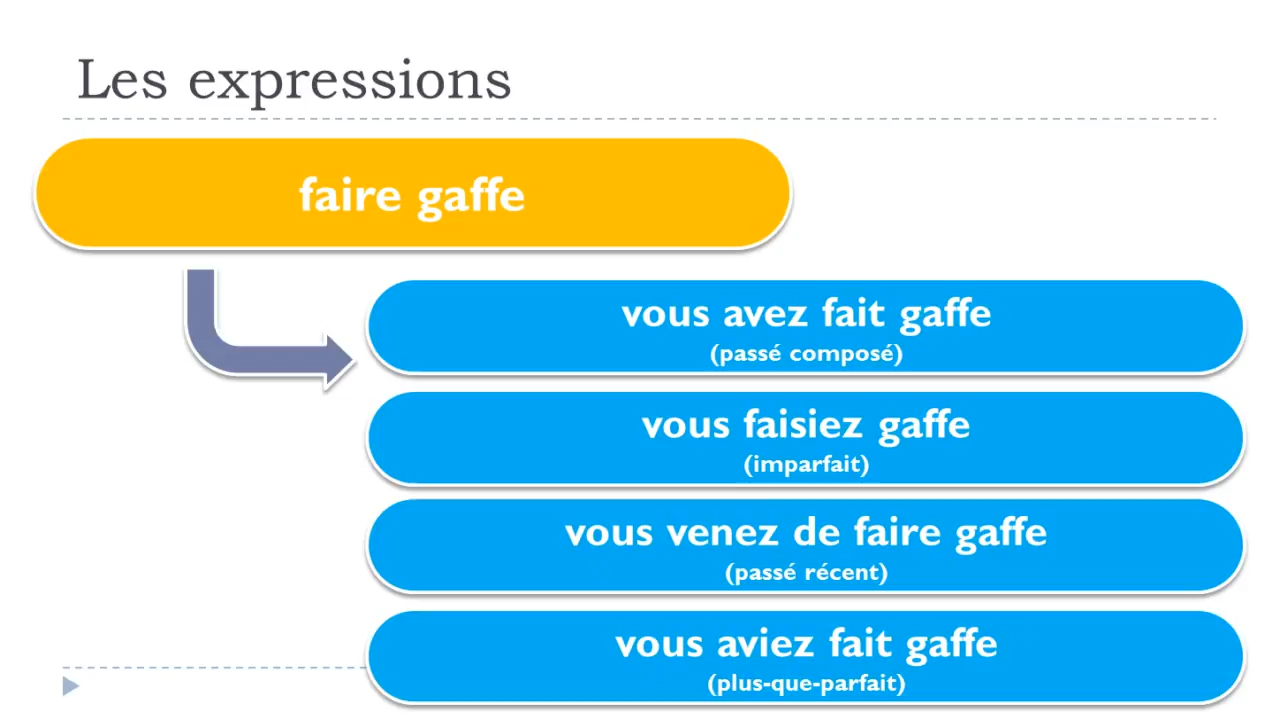 Les expressions
faire gaffe
vous avez fait gaffe
(passé composé)
vous faisiez gaffe
(imparfait)
vous venez de faire gaffe
(passé récent)
vous aviez fait gaffe
(plus-que-parfait)